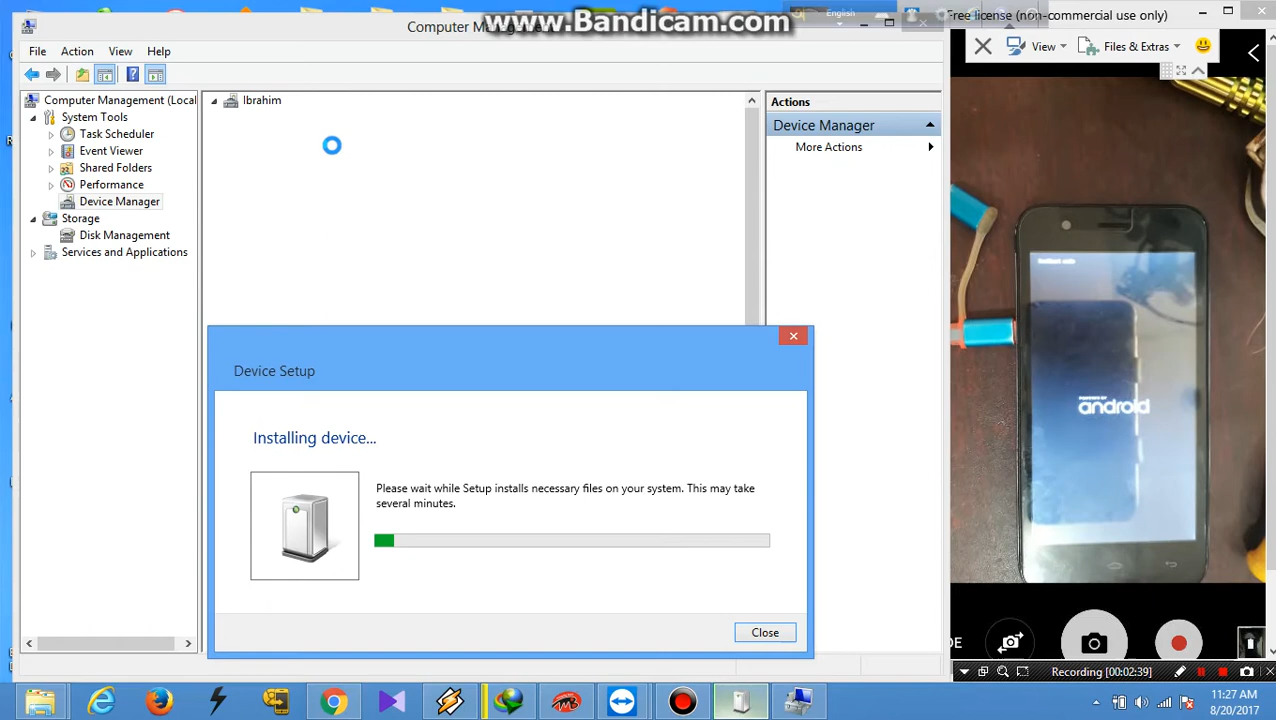 www.Bandicam.com
English
Free license (non-commercial use only)
File Action View Help
View Files & Extras
Computer Management (Local
System Tools
Task Scheduler
Event Viewer
Shared Folders
Performance
Device Manager
Storage
Disk Management
Services and Applications
Ibrahim
Actions
Device Manager
More Actions
Device Setup
Installing device...
Please wait while Setup installs necessary files on your system. This may take
several minutes.
Close
android
Recording [00:02:39]
11:27 AM
8/20/2017